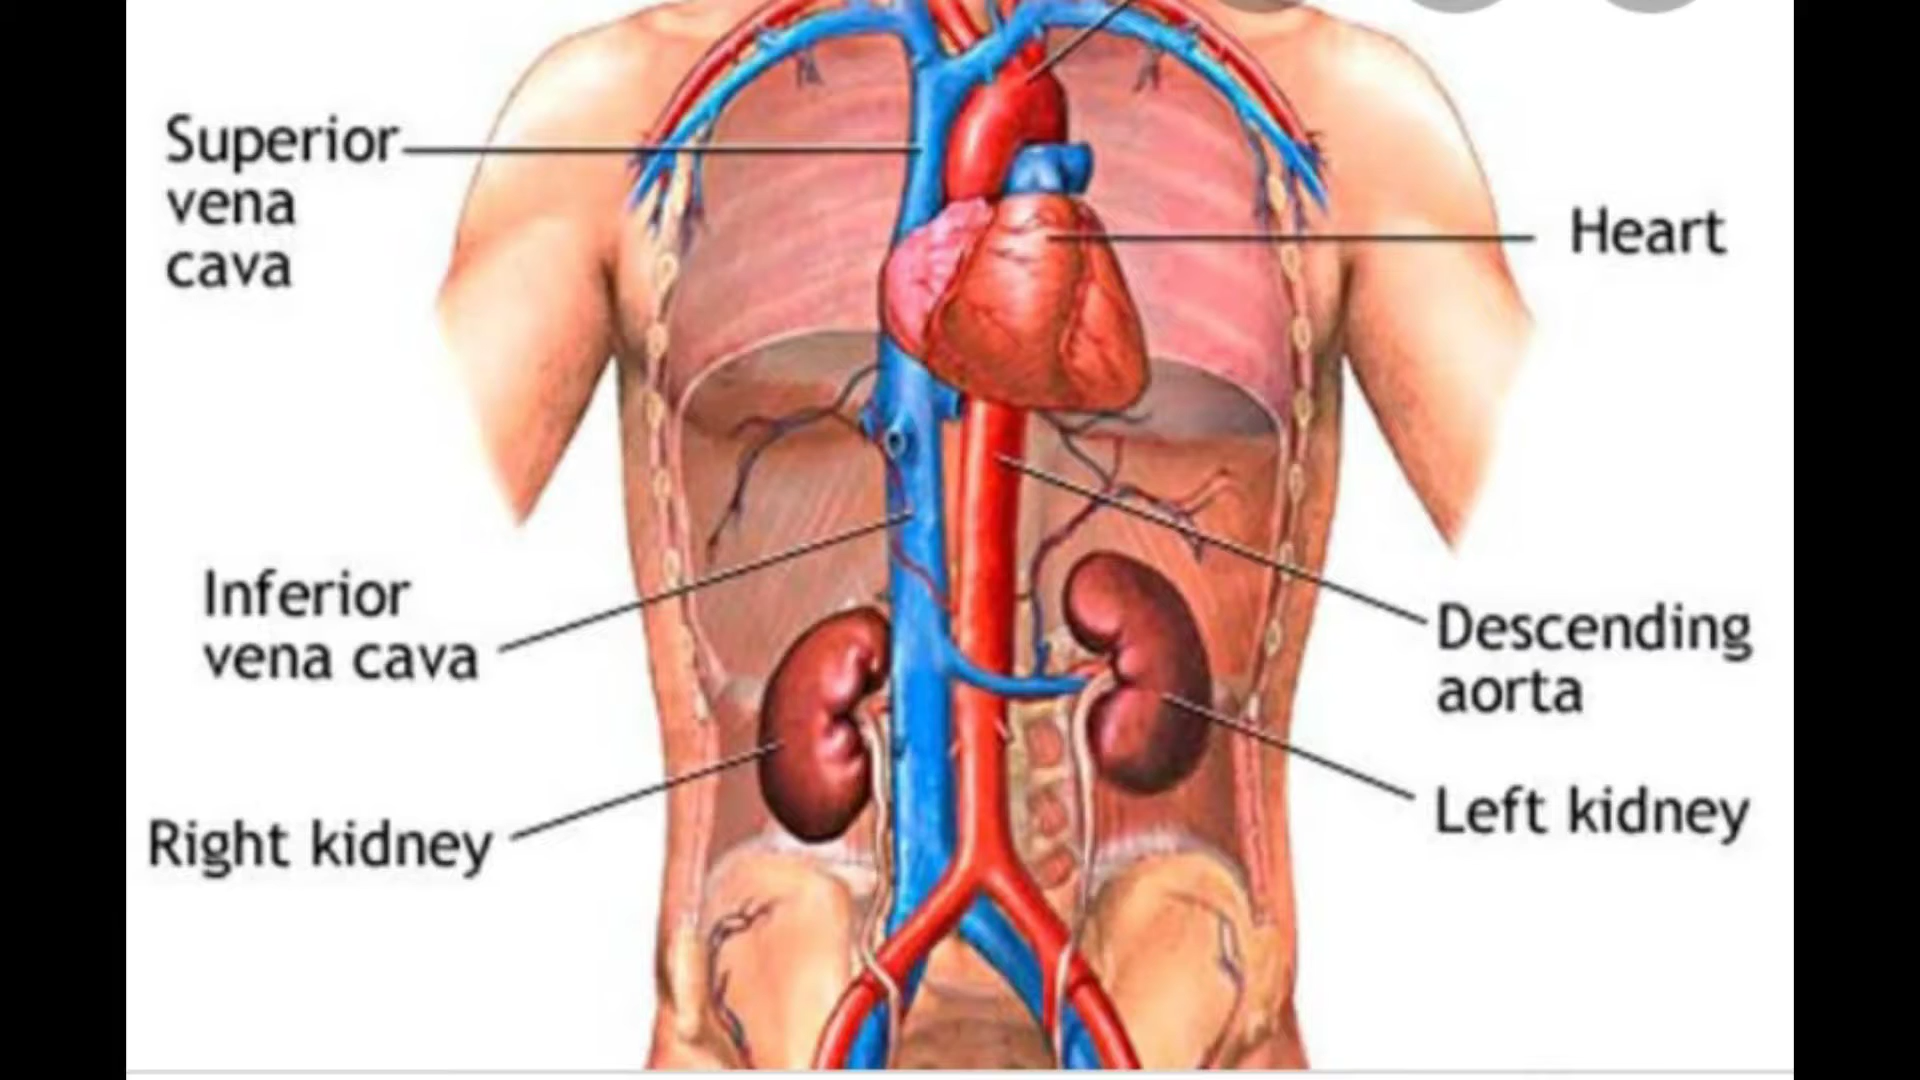 Superior
vena
cava
Heart
Inferior
vena cava
Descending
aorta
Right kidney
Left kidney